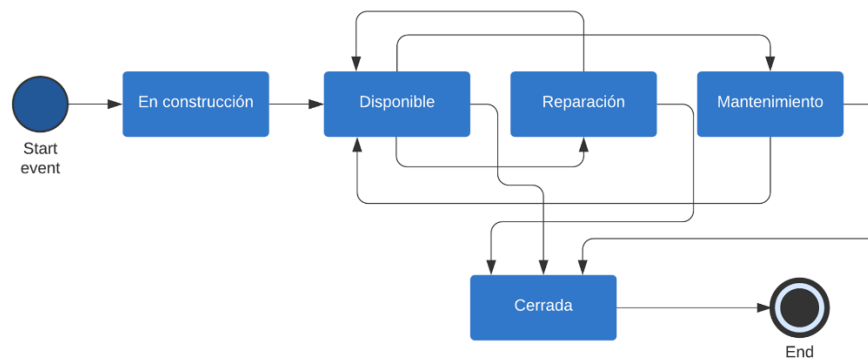 En construcción
Disponible
Reparación
Mantenimiento
Start
event
Cerrada
End